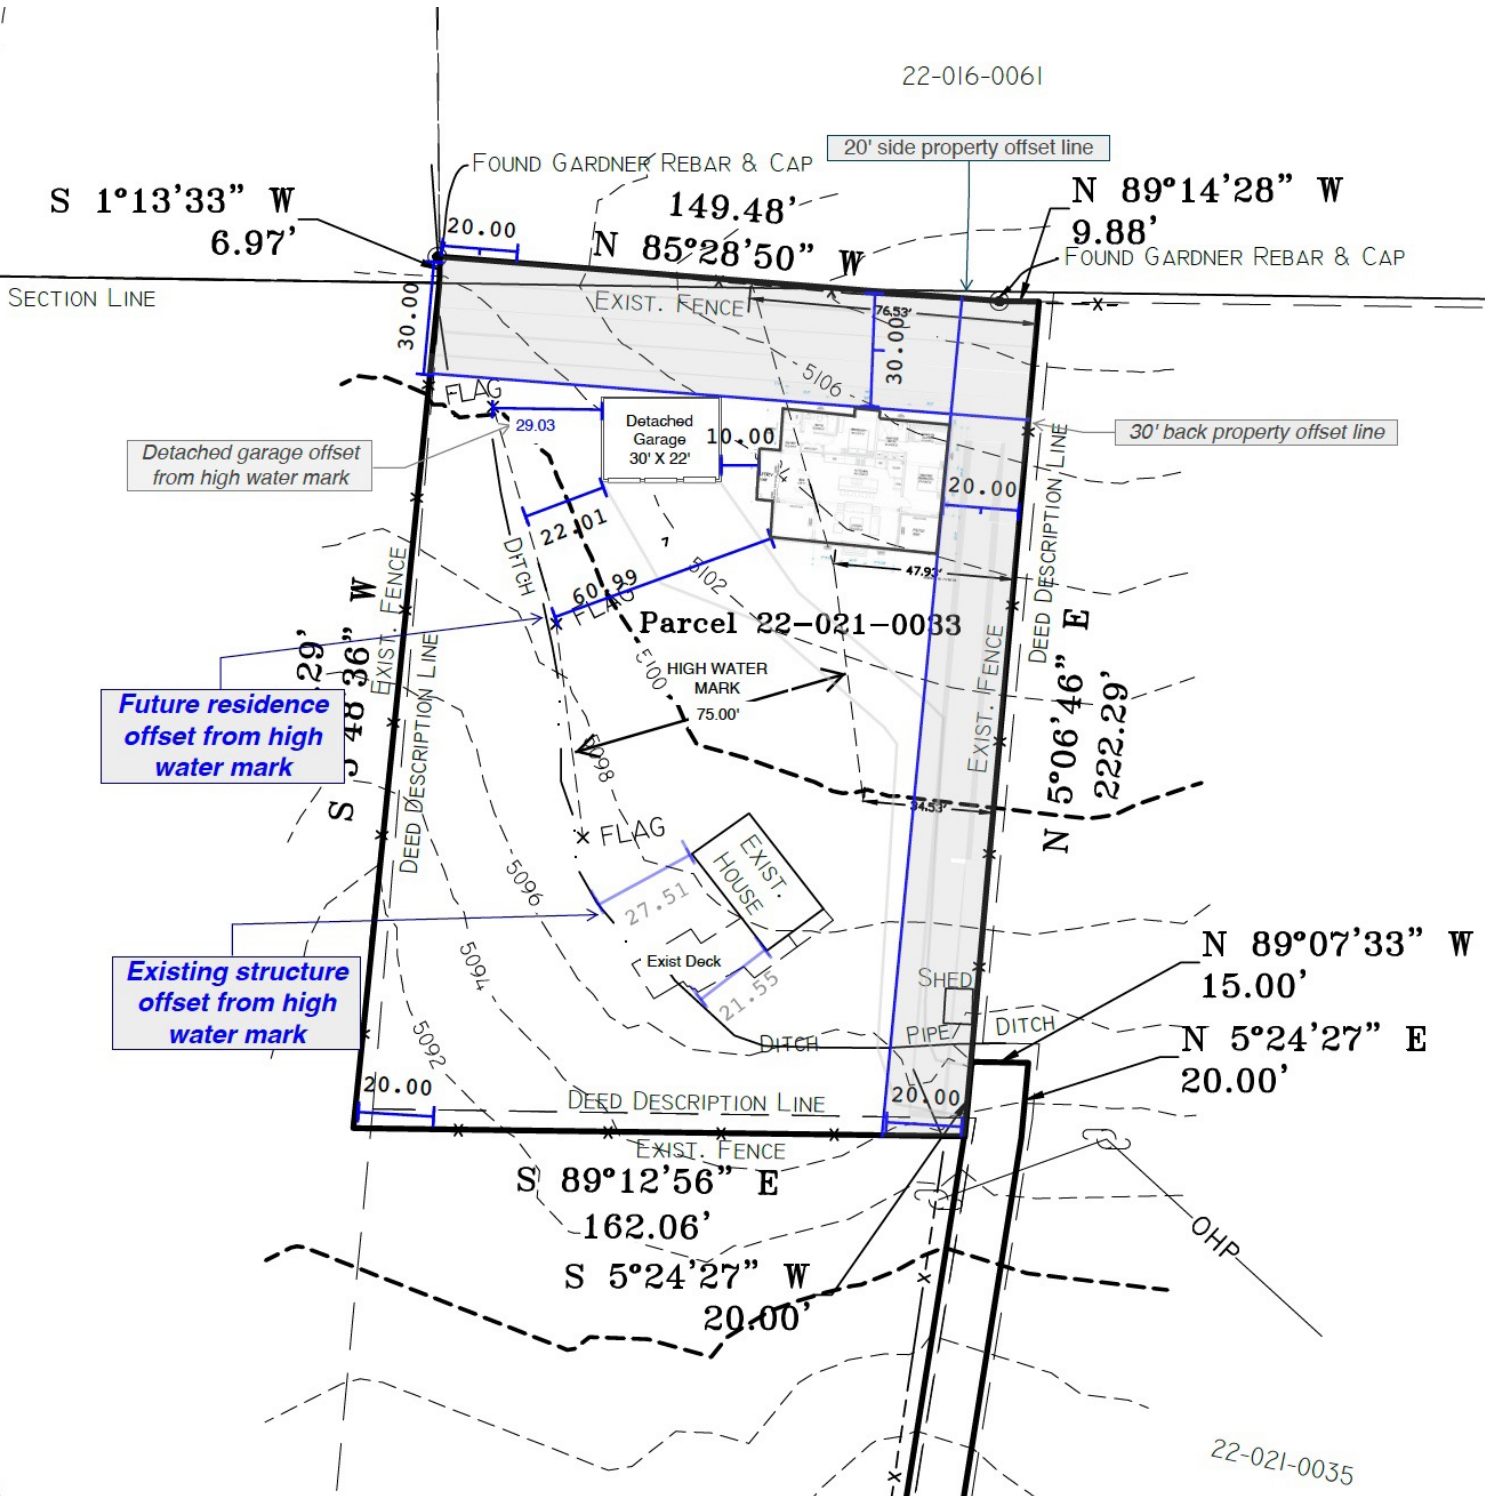 22-016-0061
20' side property offset line
FOUND GARDNER REBAR & CAP
S 1°13'33" W
6.97'
149.48'
N 85°28'50" W
N 89°14'28" W
9.88'
FOUND GARDNER REBAR & CAP
20.00
SECTION LINE
30.00
EXIST. FENCE
76.53'
30.00
5106
FLAG
29.03
Detached
Garage
30' X 22'
10.00
30' back property offset line
Detached garage offset
from high water mark
20.00
22.01
DITCH
60.99
FLAG
5102
47.93'
DEED DESCRIPTION LINE
Parcel 22-021-0033
EXIST. FENCE
5100
HIGH WATER
MARK
75.00'
EXIST. FENCE
DEED DESCRIPTION LINE
N 5°06'46" E
222.29'
S 5°48'36" W
.29'
Future residence
offset from high
water mark
5098
34.53'
FLAG
EXIST.
HOUSE
27.51
5096
Exist Deck
21.55
5094
5092
SHED
PIPE
DITCH
DITCH
N 89°07'33" W
15.00'
N 5°24'27" E
20.00'
Existing structure
offset from high
water mark
20.00
DEED DESCRIPTION LINE
20.00
EXIST. FENCE
S 89°12'56" E
162.06'
S 5°24'27" W
20.00'
OHP
22-021-0035